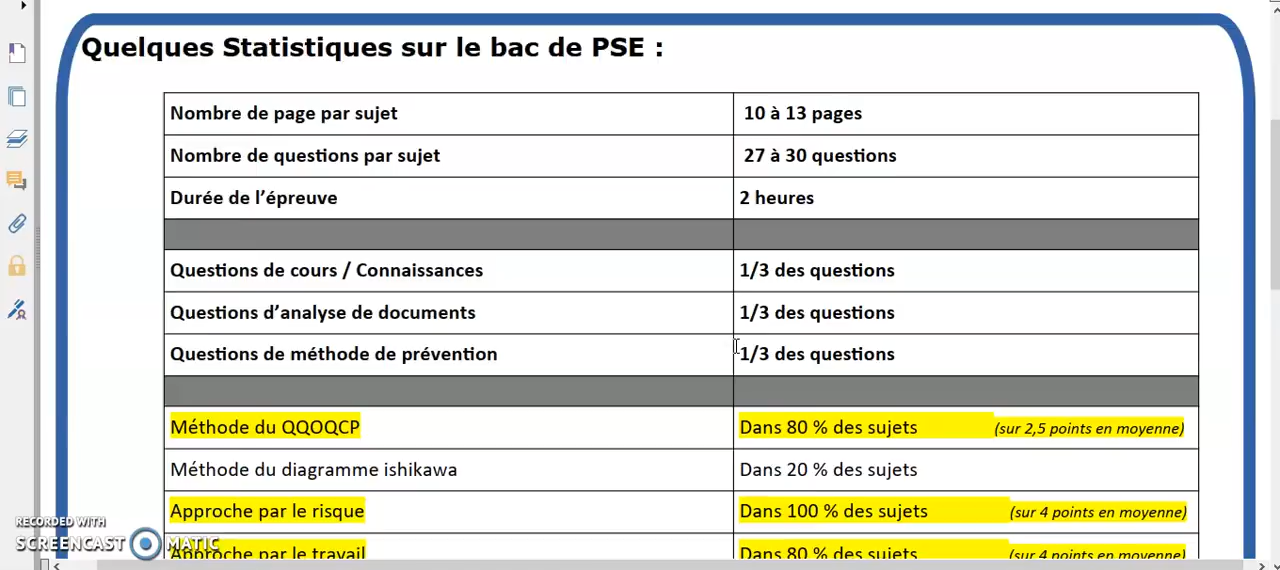 Quelques Statistiques sur le bac de PSE :
Nombre de page par sujet 10 à 13 pages
Nombre de questions par sujet 27 à 30 questions
Durée de l’épreuve 2 heures
Questions de cours / Connaissances 1/3 des questions
Questions d’analyse de documents 1/3 des questions
Questions de méthode de prévention 1/3 des questions
Méthode du QQOQCP Dans 80 % des sujets (sur 2,5 points en moyenne)
Méthode du diagramme ishikawa Dans 20 % des sujets
Approche par le risque Dans 100 % des sujets (sur 4 points en moyenne)
Approche par le travail Dans 80 % des sujets (sur 4 points en moyenne)
RECORDED WITH
SCREENCAST MATIC